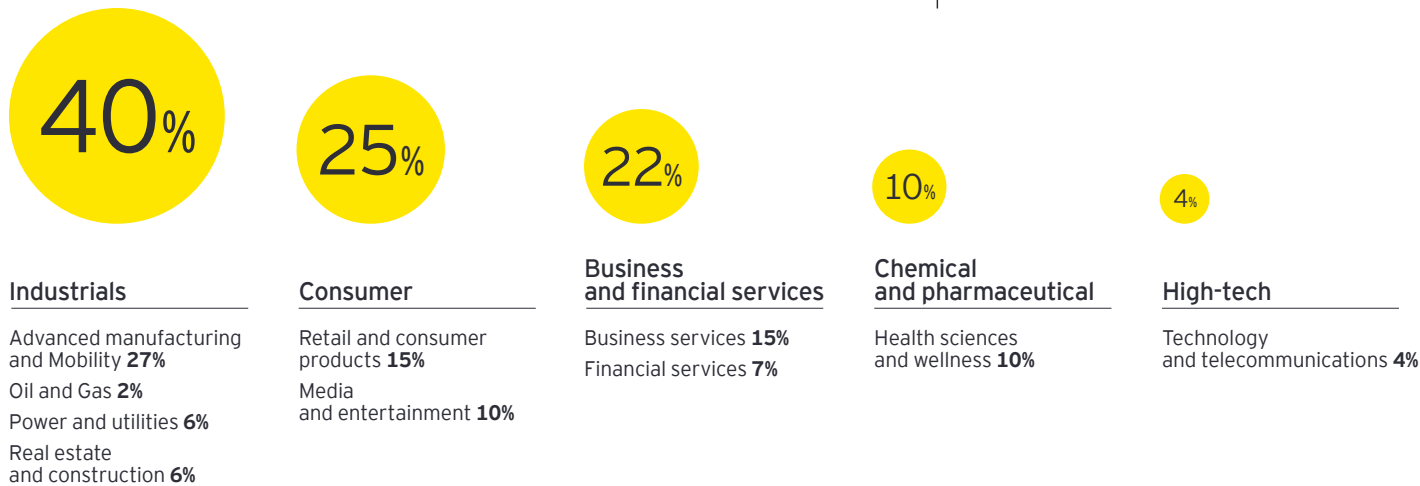 40%
25%
22%
10%
4%
Industrials
Advanced manufacturing
and Mobility 27%
Oil and Gas 2%
Power and utilities 6%
Real estate
and construction 6%
Consumer
Retail and consumer
products 15%
Media
and entertainment 10%
Business
and financial services
Business services 15%
Financial services 7%
Chemical
and pharmaceutical
Health sciences
and wellness 10%
High-tech
Technology
and telecommunications 4%